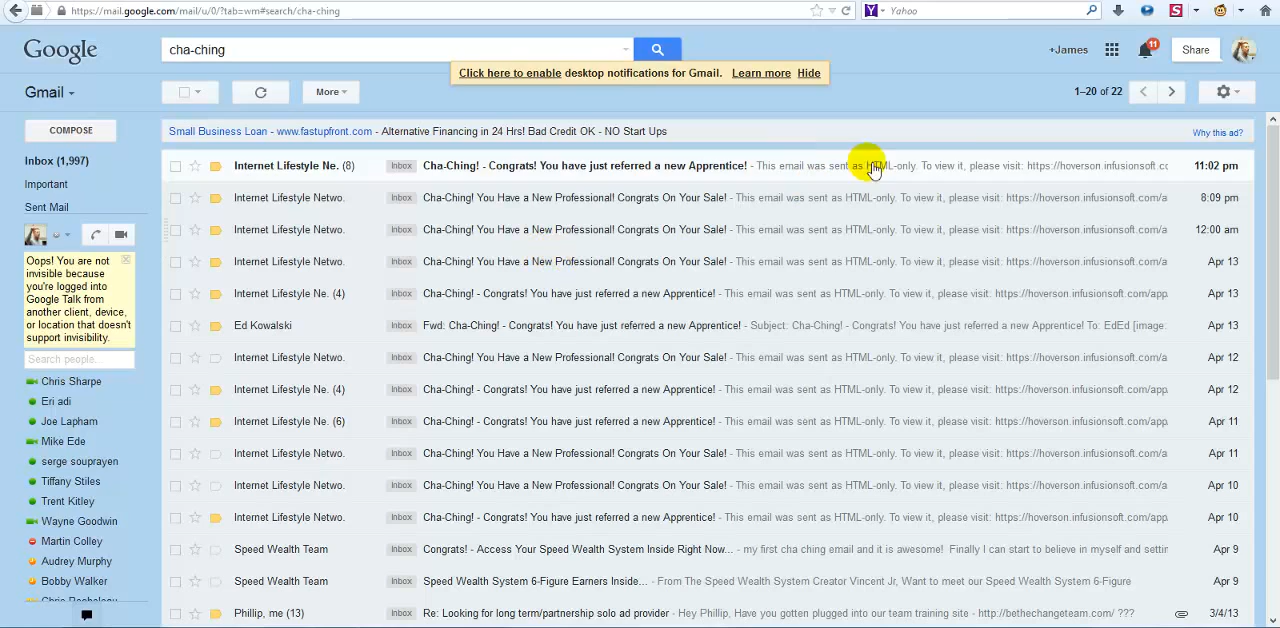 https://mail.google.com/mail/u/0/?tab=wm#search/cha-ching
Yahoo
Google
cha-ching
+James
11
Share
Click here to enable desktop notifications for Gmail. Learn more Hide
Gmail
More
1–20 of 22
COMPOSE
Small Business Loan - www.fastupfront.com - Alternative Financing in 24 Hrs! Bad Credit OK - NO Start Ups
Why this ad?
Inbox (1,997)
Important
Sent Mail
Oops! You are not
invisible because
you're logged into
Google Talk from
another client, device,
or location that doesn't
support invisibility.
Search people...
Chris Sharpe
Eri adi
Joe Lapham
Mike Ede
serge souprayen
Tiffany Stiles
Trent Kitley
Wayne Goodwin
Martin Colley
Audrey Murphy
Bobby Walker
Internet Lifestyle Ne. (8) Inbox Cha-Ching! - Congrats! You have just referred a new Apprentice! - This email was sent as HTML-only. To view it, please visit: https://hoverson.infusionsoft.cc 11:02 pm
Internet Lifestyle Netwo. Inbox Cha-Ching! You Have a New Professional! Congrats On Your Sale! - This email was sent as HTML-only. To view it, please visit: https://hoverson.infusionsoft.com/a 8:09 pm
Internet Lifestyle Netwo. Inbox Cha-Ching! You Have a New Professional! Congrats On Your Sale! - This email was sent as HTML-only. To view it, please visit: https://hoverson.infusionsoft.com/a 12:00 am
Internet Lifestyle Netwo. Inbox Cha-Ching! You Have a New Professional! Congrats On Your Sale! - This email was sent as HTML-only. To view it, please visit: https://hoverson.infusionsoft.com/a Apr 13
Internet Lifestyle Ne. (4) Inbox Cha-Ching! - Congrats! You have just referred a new Apprentice! - This email was sent as HTML-only. To view it, please visit: https://hoverson.infusionsoft.com/app. Apr 13
Ed Kowalski Inbox Fwd: Cha-Ching! - Congrats! You have just referred a new Apprentice! - Subject: Cha-Ching! - Congrats! You have just referred a new Apprentice! To: EdEd [image: Apr 13
Internet Lifestyle Netwo. Inbox Cha-Ching! You Have a New Professional! Congrats On Your Sale! - This email was sent as HTML-only. To view it, please visit: https://hoverson.infusionsoft.com/a Apr 12
Internet Lifestyle Ne. (4) Inbox Cha-Ching! - Congrats! You have just referred a new Apprentice! - This email was sent as HTML-only. To view it, please visit: https://hoverson.infusionsoft.com/app. Apr 12
Internet Lifestyle Ne. (6) Inbox Cha-Ching! - Congrats! You have just referred a new Apprentice! - This email was sent as HTML-only. To view it, please visit: https://hoverson.infusionsoft.com/app. Apr 11
Internet Lifestyle Netwo. Inbox Cha-Ching! You Have a New Professional! Congrats On Your Sale! - This email was sent as HTML-only. To view it, please visit: https://hoverson.infusionsoft.com/a Apr 11
Internet Lifestyle Netwo. Inbox Cha-Ching! You Have a New Professional! Congrats On Your Sale! - This email was sent as HTML-only. To view it, please visit: https://hoverson.infusionsoft.com/a Apr 10
Internet Lifestyle Netwo. Inbox Cha-Ching! - Congrats! You have just referred a new Apprentice! - This email was sent as HTML-only. To view it, please visit: https://hoverson.infusionsoft.com/app. Apr 10
Speed Wealth Team Inbox Congrats! - Access Your Speed Wealth System Inside Right Now... - my first cha ching email and it is awesome! Finally I can start to believe in myself and settin Apr 9
Speed Wealth Team Inbox Speed Wealth System 6-Figure Earners Inside... - From The Speed Wealth System Creator Vincent Jr, Want to meet our Speed Wealth System 6-Figure Apr 9
Phillip, me (13) Inbox Re: Looking for long term/partnership solo ad provider - Hey Phillip, Have you gotten plugged into our team training site - http://bethechangeteam.com/ ??? 3/4/13